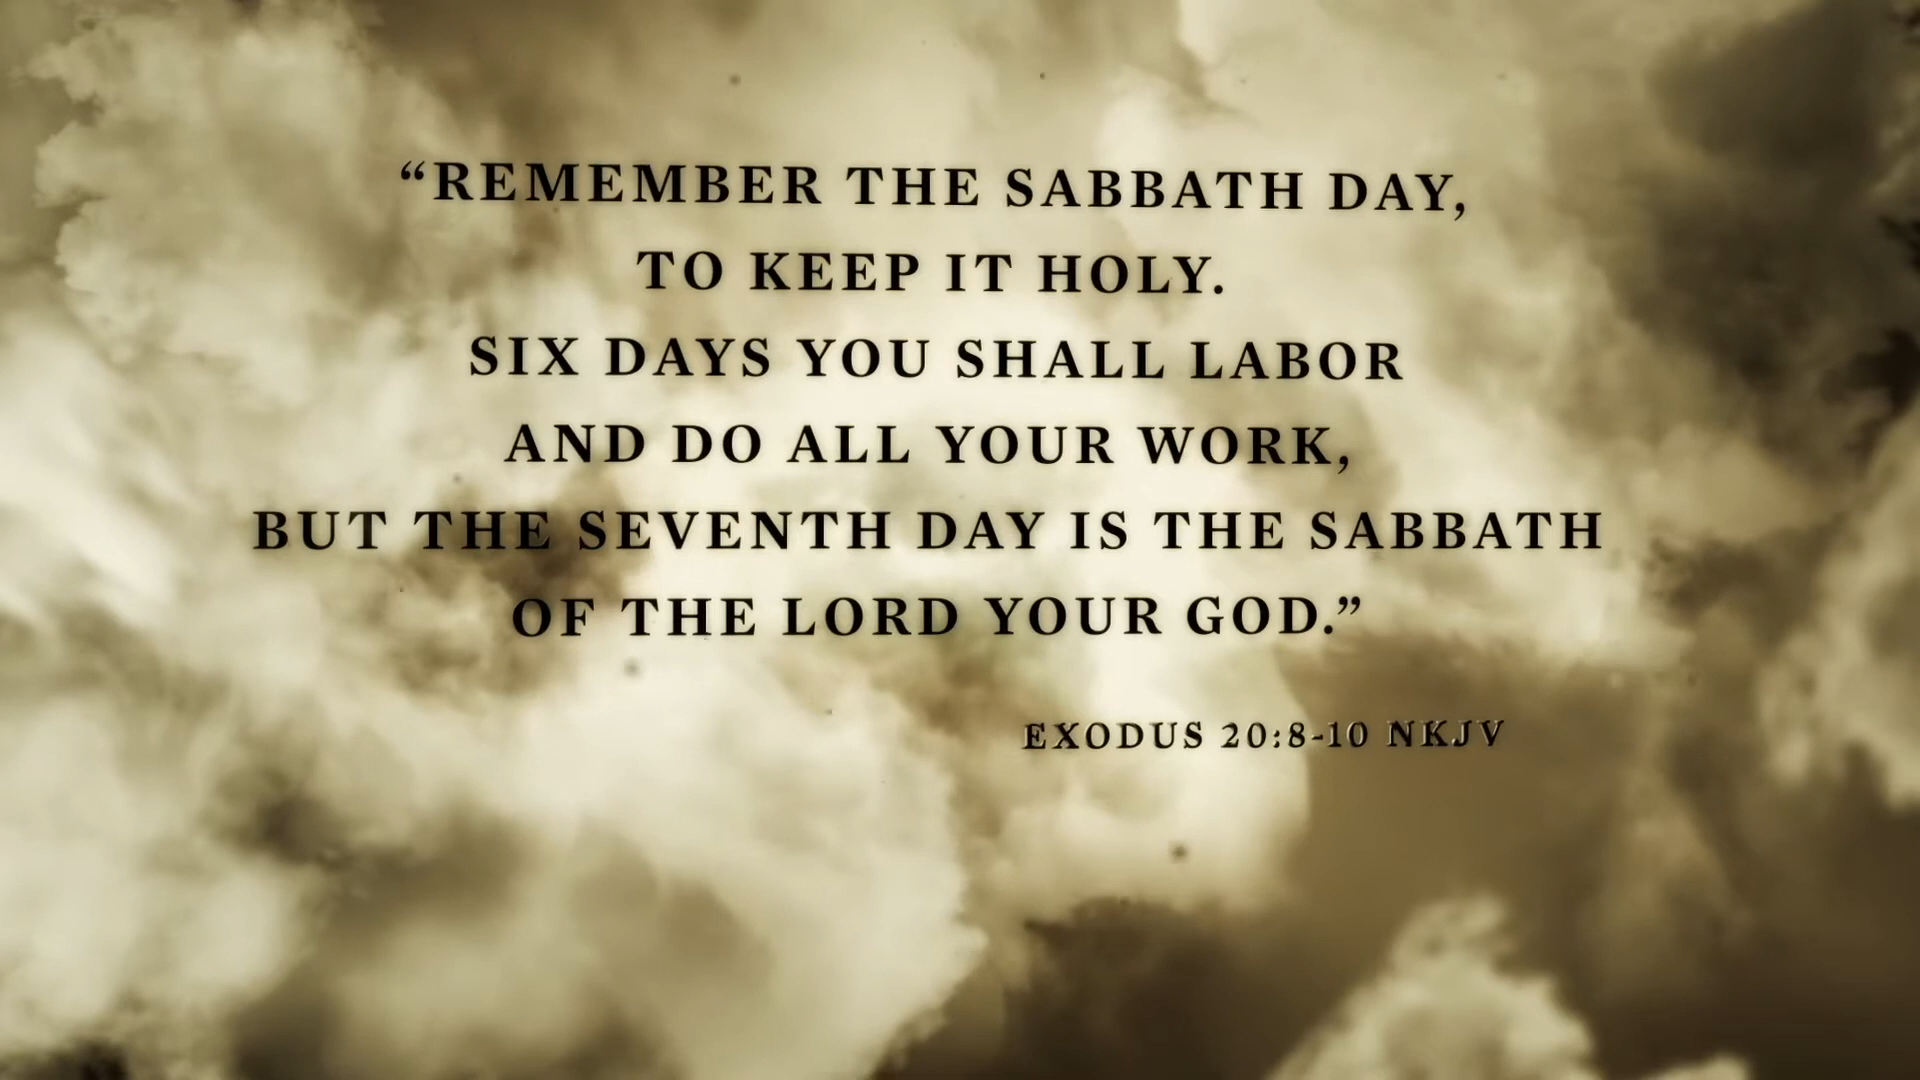 “REMEMBER THE SABBATH DAY,
TO KEEP IT HOLY.
SIX DAYS YOU SHALL LABOR
AND DO ALL YOUR WORK,
BUT THE SEVENTH DAY IS THE SABBATH
OF THE LORD YOUR GOD.”
EXODUS 20:8-10 NKJV